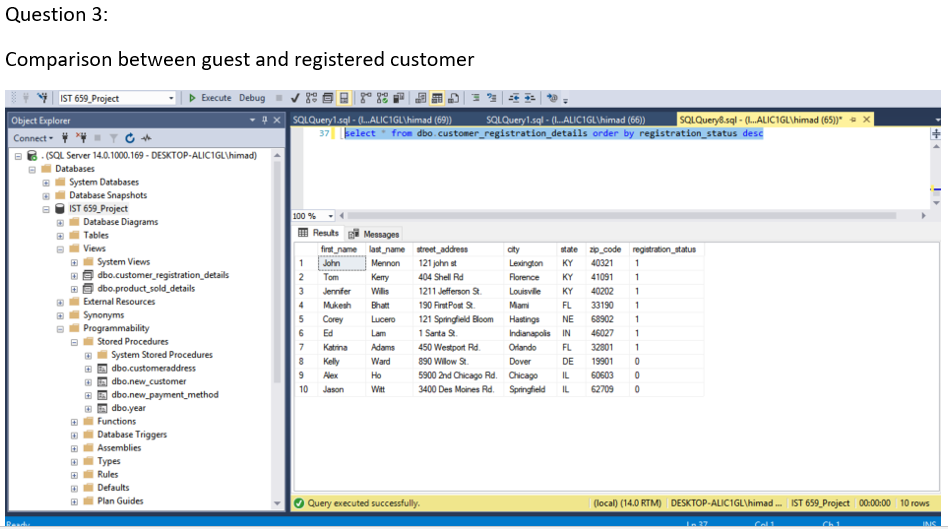 Question 3:
Comparison between guest and registered customer
IST 659_Project Execute Debug
Object Explorer
Connect
. (SQL Server 14.0.1000.169 - DESKTOP-ALIC1GL\himad)
Databases
System Databases
Database Snapshots
IST 659_Project
Database Diagrams
Tables
Views
System Views
dbo.customer_registration_details
dbo.product_sold_details
External Resources
Synonyms
Programmability
Stored Procedures
System Stored Procedures
dbo.customeraddress
dbo.new_customer
dbo.new_payment_method
dbo.year
Functions
Database Triggers
Assemblies
Types
Rules
Defaults
Plan Guides
SQLQuery1.sql - (l...ALIC1GL\himad (69)) SQLQuery1.sql - (l...ALIC1GL\himad (66)) SQLQuery8.sql - (l...ALIC1GL\himad (65))*
37 select * from dbo.customer_registration_details order by registration_status desc
100 %
Results Messages
first_name last_name street_address city state zip_code registration_status
1 John Mennon 121 john st Lexington KY 40321 1
2 Tom Kerry 404 Shell Rd Florence KY 41091 1
3 Jennifer Willis 1211 Jefferson St. Louisville KY 40202 1
4 Mukesh Bhatt 190 First Post St. Miami FL 33190 1
5 Corey Lucero 121 Springfield Bloom Hastings NE 68902 1
6 Ed Lam 1 Santa St. Indianapolis IN 46027 1
7 Katrina Adams 450 Westport Rd. Orlando FL 32801 1
8 Kelly Ward 890 Willow St. Dover DE 19901 0
9 Alex Ho 5900 2nd Chicago Rd. Chicago IL 60603 0
10 Jason Witt 3400 Des Moines Rd. Springfield IL 62709 0
Query executed successfully. (local) (14.0 RTM) DESKTOP-ALIC1GL\himad ... IST 659_Project 00:00:00 10 rows
Ready Ln 37 Col 1 Ch 1 INS